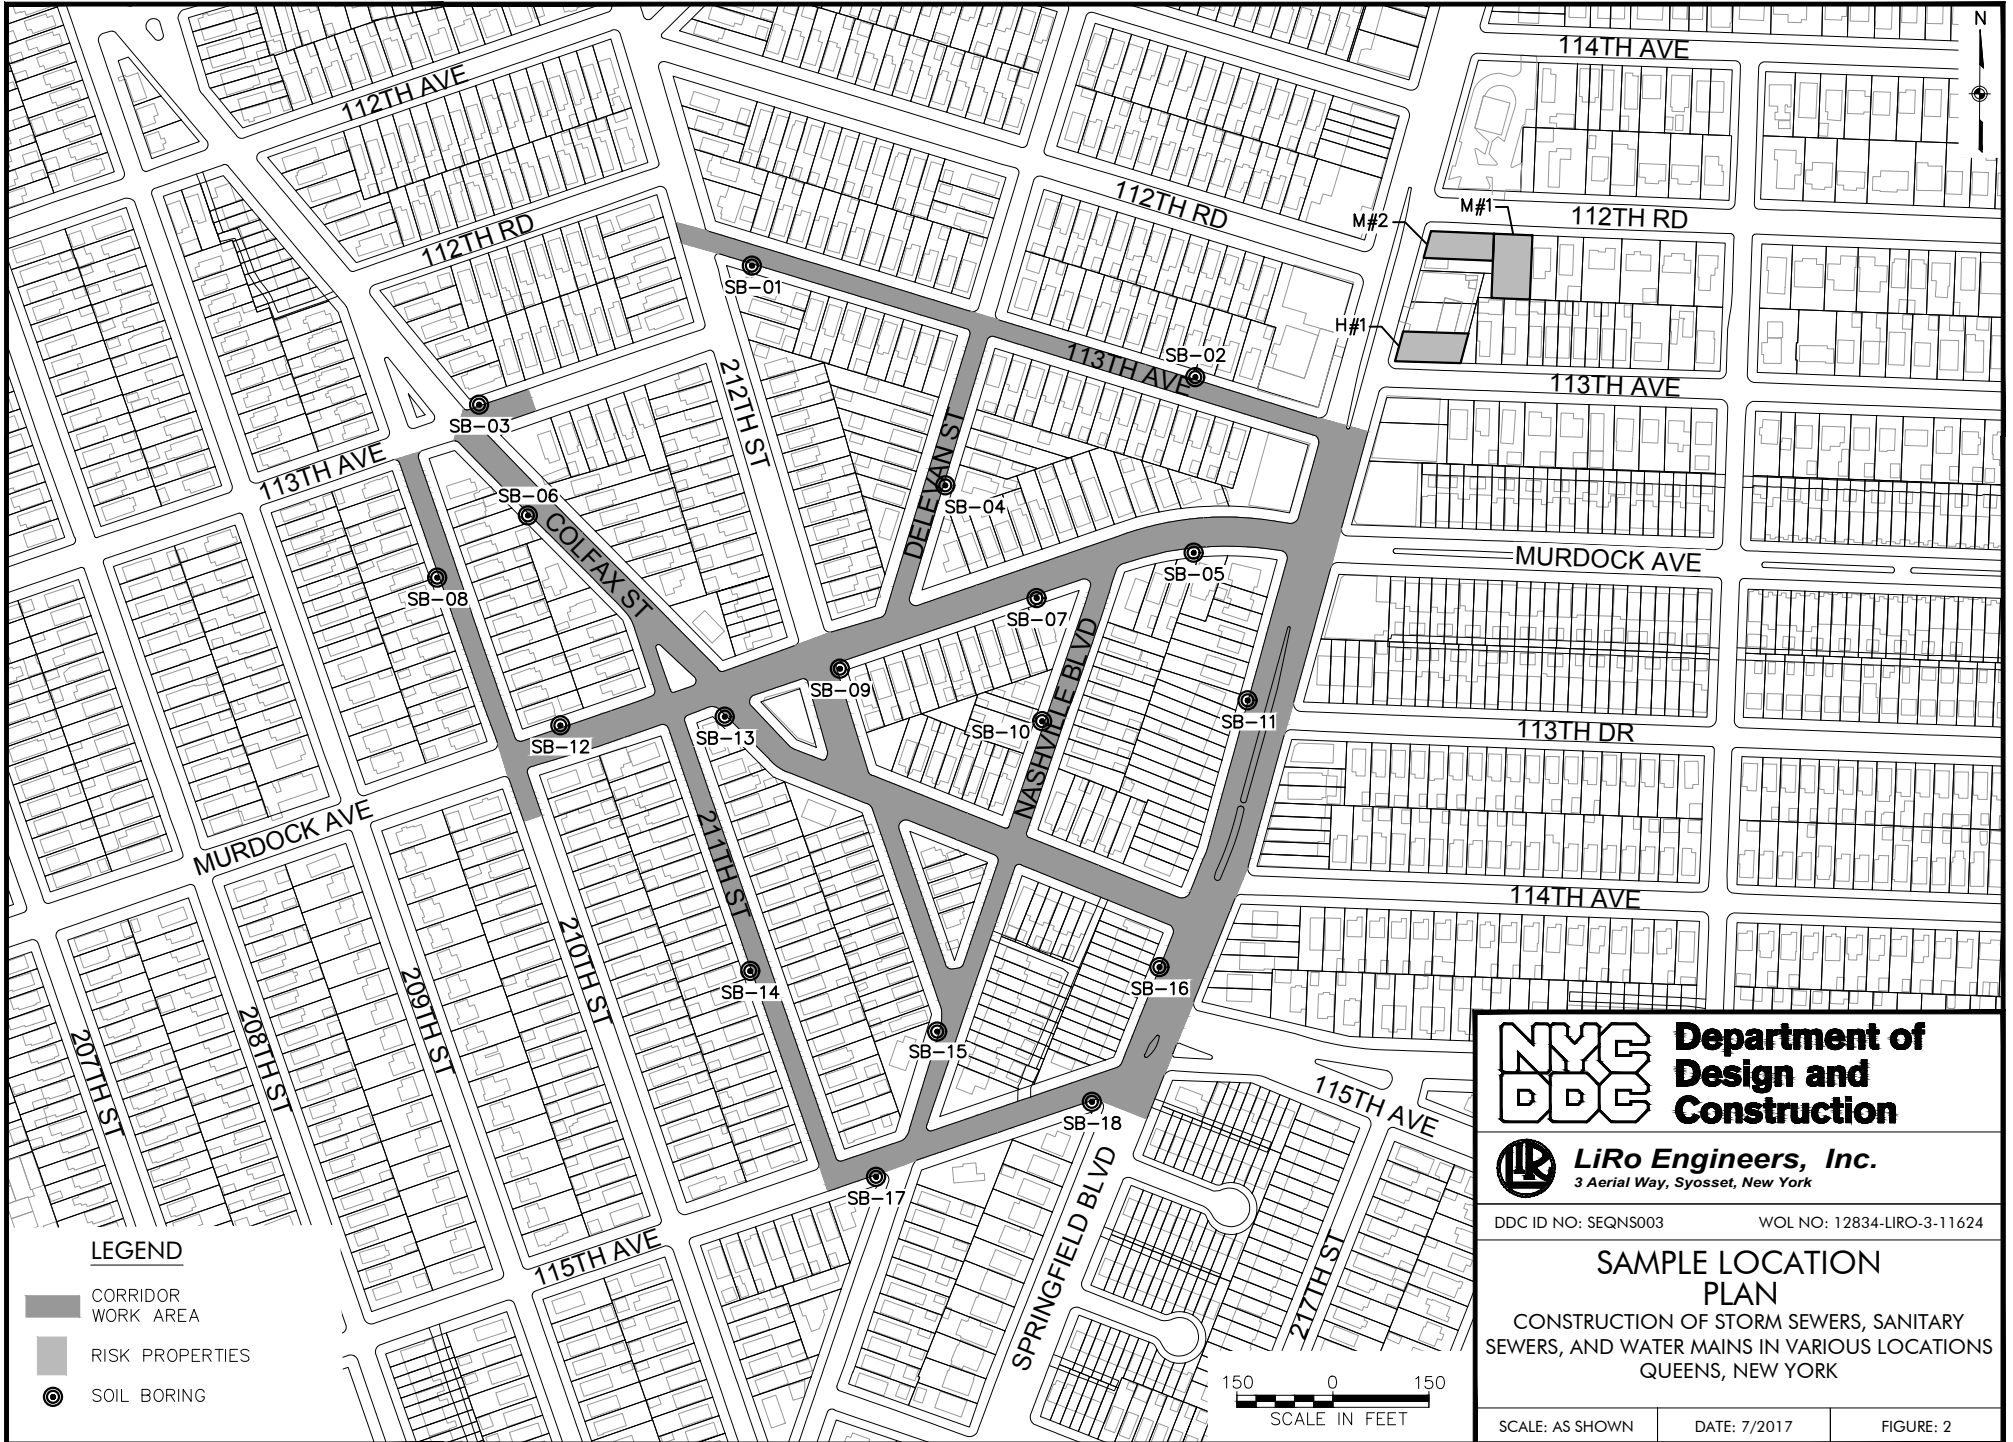 N
114TH AVE
112TH AVE
112TH RD
M#2
M#1
112TH RD
112TH RD
SB-01
H#1
SB-02
113TH AVE
113TH AVE
212TH ST
SB-03
113TH AVE
DELEVAN ST
SB-04
SB-06
COLFAX ST
SB-05
MURDOCK AVE
SB-08
SB-07
NASHVILLE BLVD
SB-09
SB-10
SB-11
113TH DR
SB-12
SB-13
MURDOCK AVE
211TH ST
114TH AVE
210TH ST
209TH ST
208TH ST
207TH ST
SB-14
SB-16
SB-15
SB-18
115TH AVE
SB-17
SPRINGFIELD BLVD
115TH AVE
217TH ST
LEGEND
CORRIDOR
WORK AREA
RISK PROPERTIES
SOIL BORING
150 0 150
SCALE IN FEET
NYC
DDC
Department of
Design and
Construction
LiRo
LiRo Engineers, Inc.
3 Aerial Way, Syosset, New York
DDC ID NO: SEQNS003 WOL NO: 12834-LIRO-3-11624
SAMPLE LOCATION
PLAN
CONSTRUCTION OF STORM SEWERS, SANITARY
SEWERS, AND WATER MAINS IN VARIOUS LOCATIONS
QUEENS, NEW YORK
SCALE: AS SHOWN DATE: 7/2017 FIGURE: 2